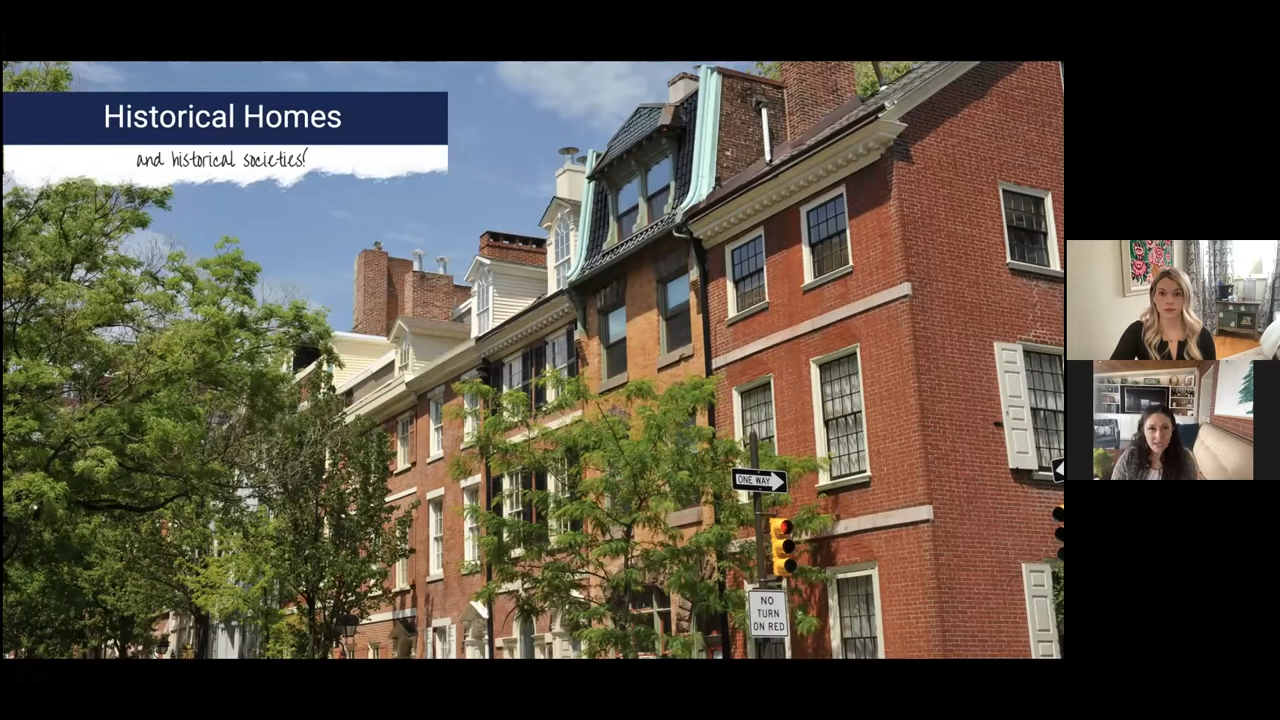 Historical Homes
and historical societies!
ONE WAY
NO
TURN
ON RED